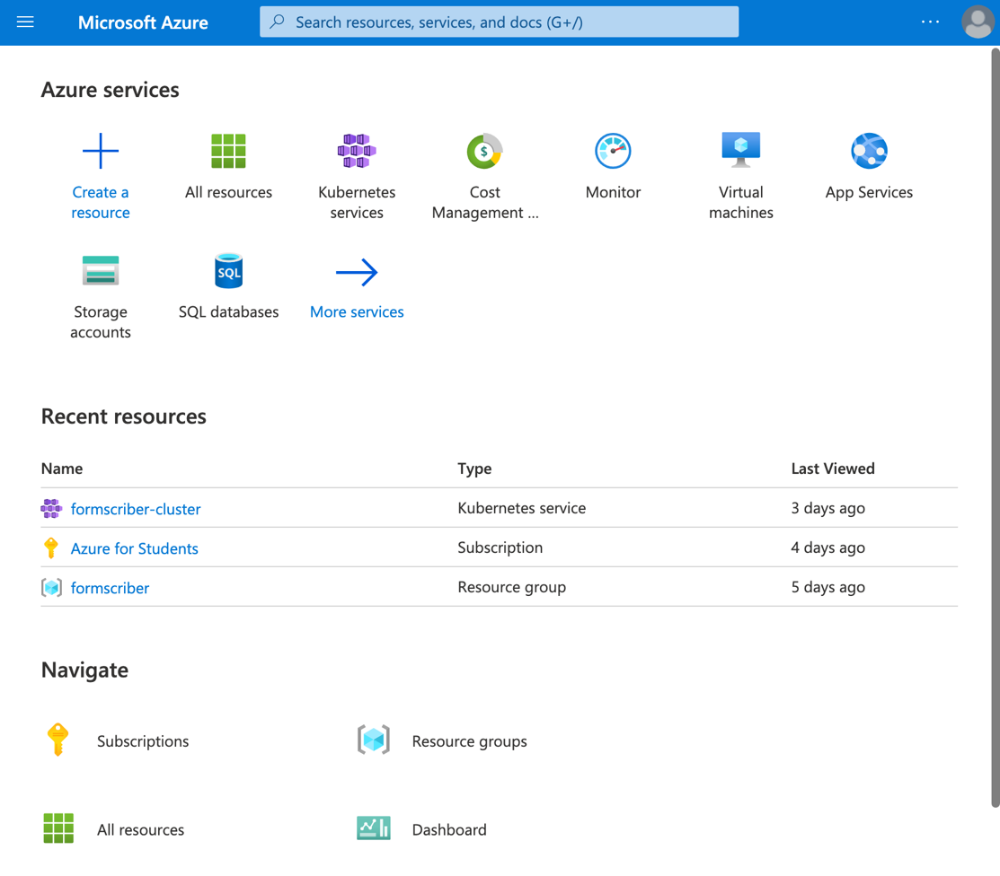 Microsoft Azure
Search resources, services, and docs (G+/)
...
Azure services
Create a
resource
All resources
Kubernetes
services
$
Cost
Management ...
Monitor
Virtual
machines
App Services
Storage
accounts
SQL
SQL databases
More services
Recent resources
Name Type Last Viewed
formscriber-cluster Kubernetes service 3 days ago
Azure for Students Subscription 4 days ago
formscriber Resource group 5 days ago
Navigate
Subscriptions Resource groups
All resources Dashboard